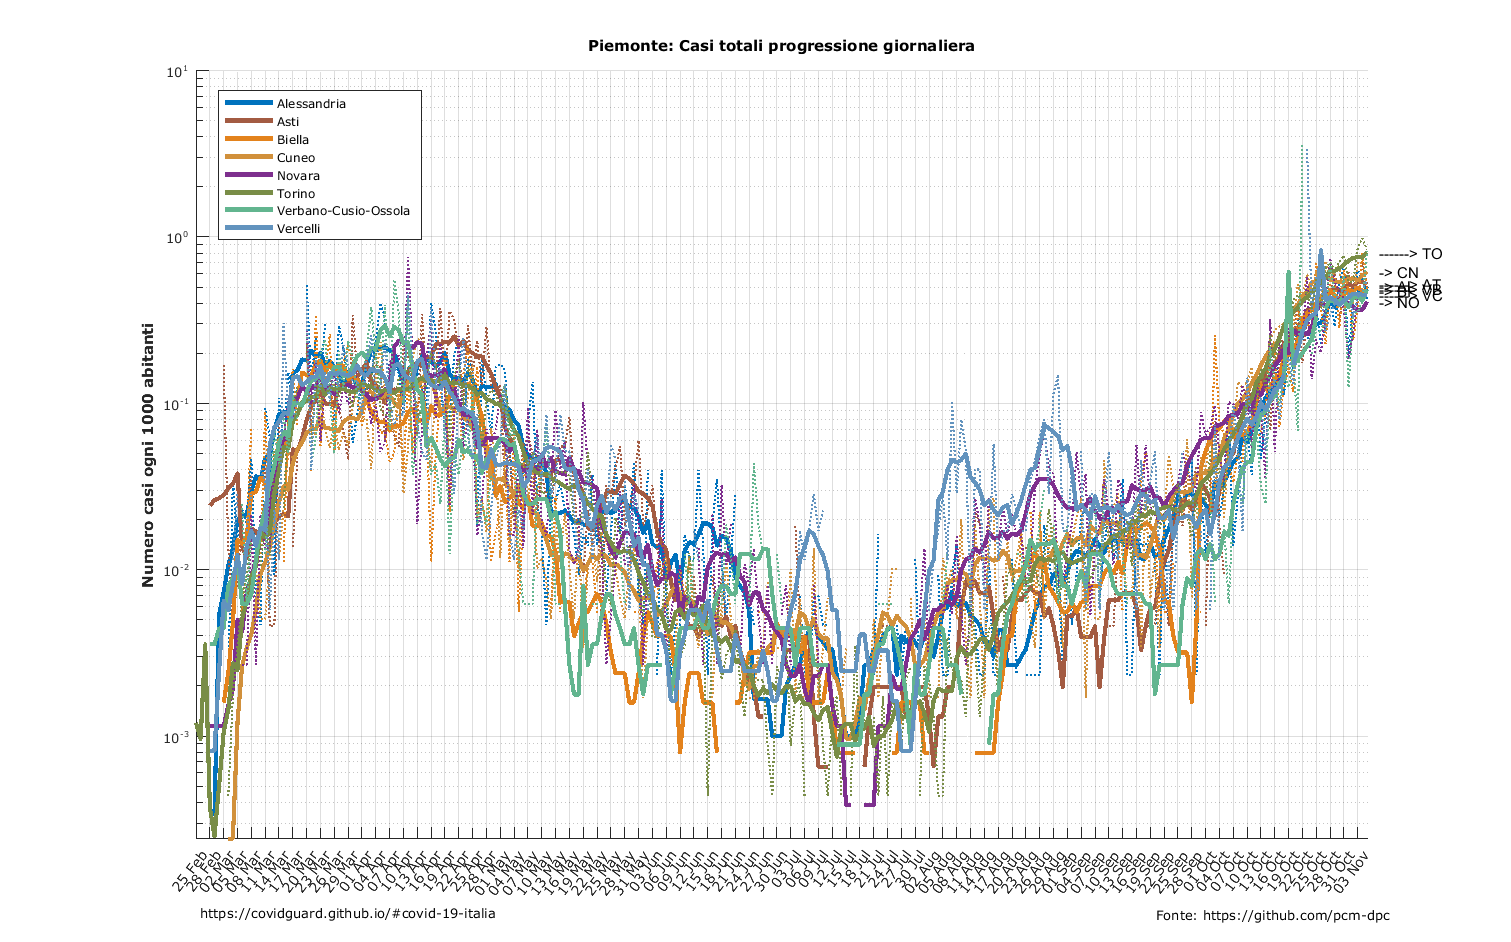 Piemonte: Casi totali progressione giornaliera
10^1
Alessandria
Asti
Biella
Cuneo
Novara
Torino
Verbano-Cusio-Ossola
Vercelli
10^0
------> TO
-> CN
-> NO
10^-1
10^-2
10^-3
Numero casi ogni 1000 abitanti
25 Feb
28 Feb
02 Mar
05 Mar
08 Mar
11 Mar
14 Mar
17 Mar
20 Mar
23 Mar
26 Mar
29 Mar
01 Apr
04 Apr
07 Apr
10 Apr
13 Apr
16 Apr
19 Apr
22 Apr
25 Apr
28 Apr
01 May
04 May
07 May
10 May
13 May
16 May
19 May
22 May
25 May
28 May
31 May
03 Jun
06 Jun
09 Jun
12 Jun
15 Jun
18 Jun
21 Jun
24 Jun
27 Jun
30 Jun
03 Jul
06 Jul
09 Jul
12 Jul
15 Jul
18 Jul
21 Jul
24 Jul
27 Jul
30 Jul
02 Aug
05 Aug
08 Aug
11 Aug
14 Aug
17 Aug
20 Aug
23 Aug
26 Aug
29 Aug
01 Sep
04 Sep
07 Sep
10 Sep
13 Sep
16 Sep
19 Sep
22 Sep
25 Sep
28 Sep
01 Oct
04 Oct
07 Oct
10 Oct
13 Oct
16 Oct
19 Oct
22 Oct
25 Oct
28 Oct
31 Oct
03 Nov
https://covidguard.github.io/#covid-19-italia
Fonte: https://github.com/pcm-dpc